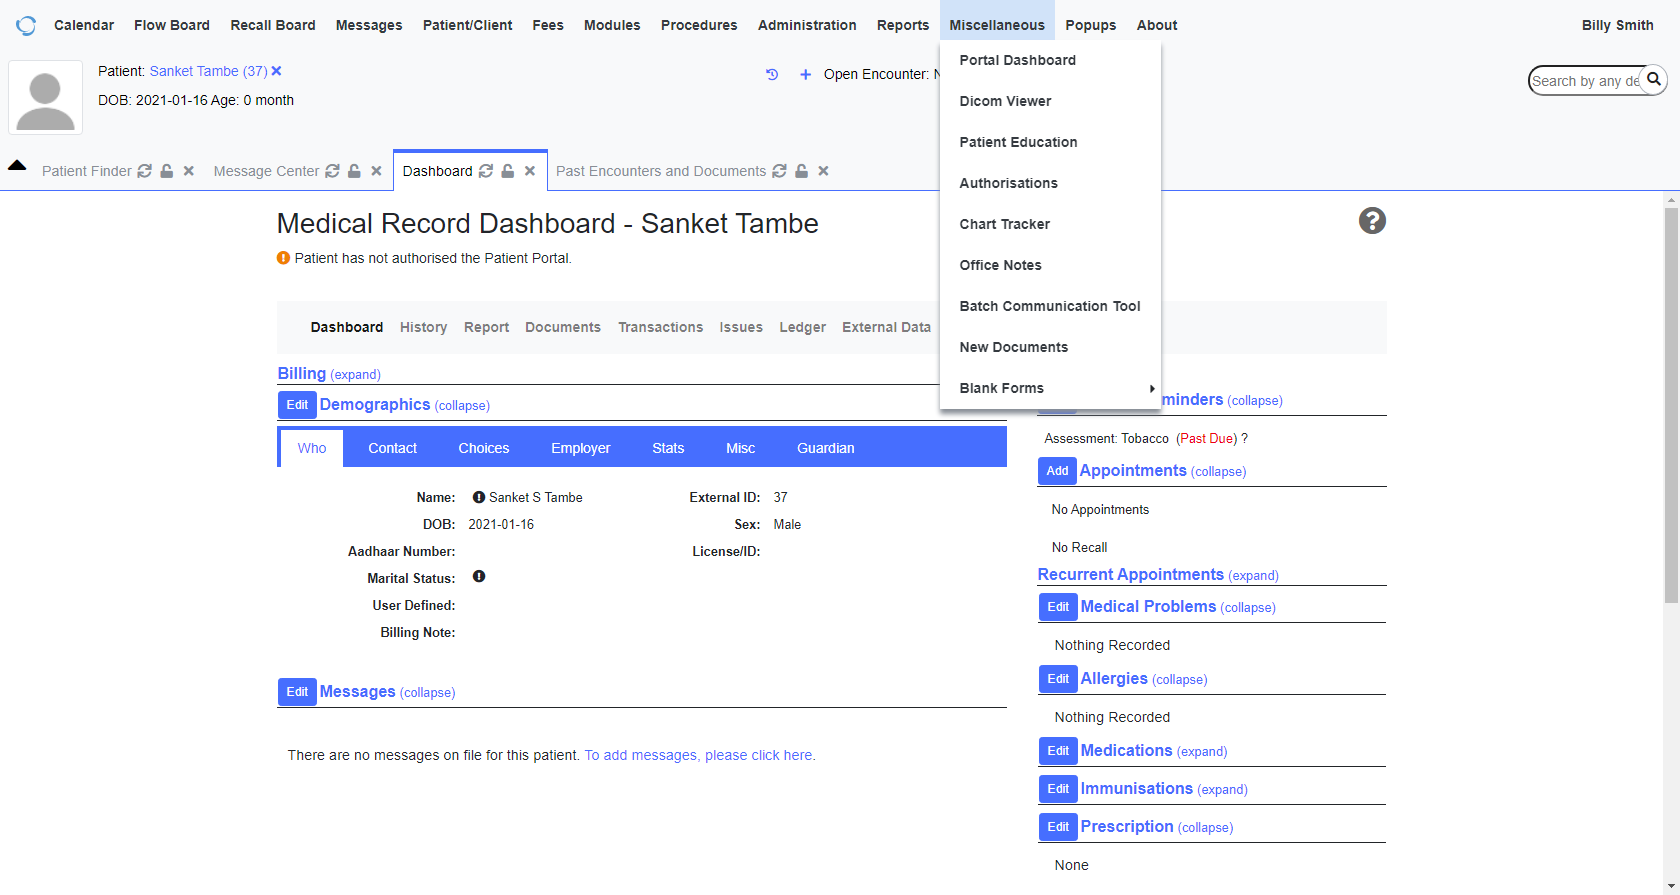 Calendar Flow Board Recall Board Messages Patient/Client Fees Modules Procedures Administration Reports Miscellaneous Popups About Billy Smith
Patient: Sanket Tambe (37)
DOB: 2021-01-16 Age: 0 month
Open Encounter: N
Search by any de
Portal Dashboard
Dicom Viewer
Patient Education
Authorisations
Chart Tracker
Office Notes
Batch Communication Tool
New Documents
Blank Forms
Patient Finder Message Center Dashboard Past Encounters and Documents
Medical Record Dashboard - Sanket Tambe
Patient has not authorised the Patient Portal.
Dashboard History Report Documents Transactions Issues Ledger External Data
Billing (expand)
Edit Demographics (collapse)
Who Contact Choices Employer Stats Misc Guardian
Name: Sanket S Tambe External ID: 37
DOB: 2021-01-16 Sex: Male
Aadhaar Number: License/ID:
Marital Status:
User Defined:
Billing Note:
Edit Messages (collapse)
There are no messages on file for this patient. To add messages, please click here.
minders (collapse)
Assessment: Tobacco (Past Due) ?
Add Appointments (collapse)
No Appointments
No Recall
Recurrent Appointments (expand)
Edit Medical Problems (collapse)
Nothing Recorded
Edit Allergies (collapse)
Nothing Recorded
Edit Medications (expand)
Edit Immunisations (expand)
Edit Prescription (collapse)
None